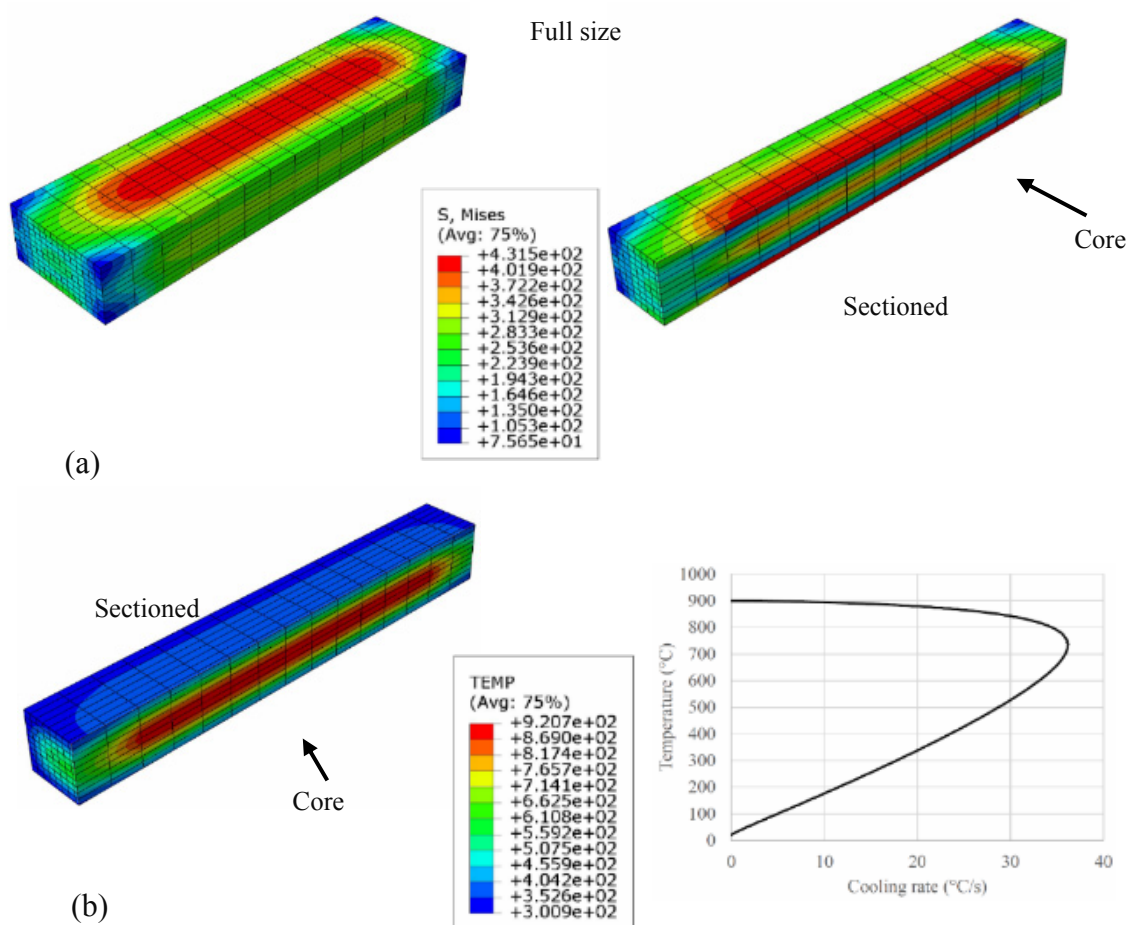 Full size
Core
Sectioned
S, Mises
(Avg: 75%)
+4.315e+02
+4.019e+02
+3.722e+02
+3.426e+02
+3.129e+02
+2.833e+02
+2.536e+02
+2.239e+02
+1.943e+02
+1.646e+02
+1.350e+02
+1.053e+02
+7.565e+01
(a)
Sectioned
Core
TEMP
(Avg: 75%)
+9.207e+02
+8.690e+02
+8.174e+02
+7.657e+02
+7.141e+02
+6.625e+02
+6.108e+02
+5.592e+02
+5.075e+02
+4.559e+02
+4.042e+02
+3.526e+02
+3.009e+02
Temperature (°C)
1000
900
800
700
600
500
400
300
200
100
0
0 10 20 30 40
Cooling rate (°C/s)
(b)